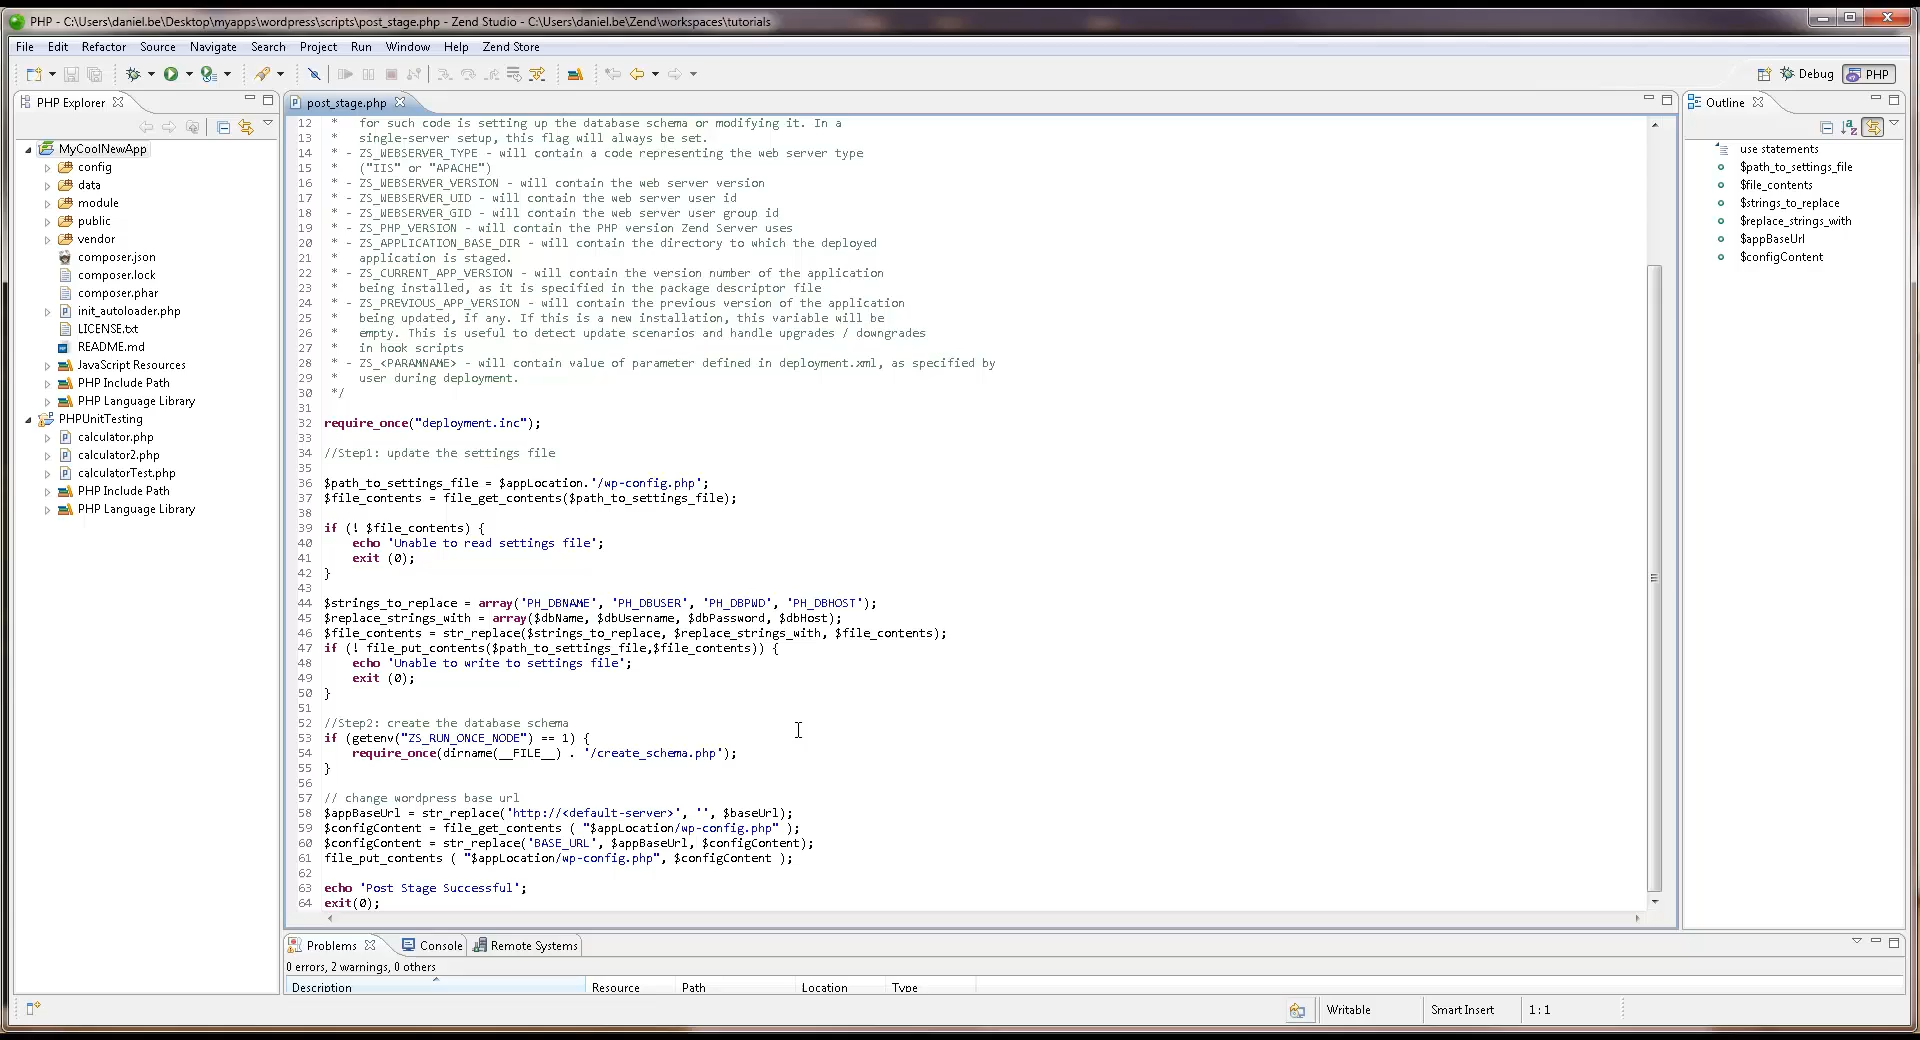 PHP - C:\Users\daniel.be\Desktop\myapps\wordpress\scripts\post_stage.php - Zend Studio - C:\Users\daniel.be\Zend\workspaces\tutorials
File Edit Refactor Source Navigate Search Project Run Window Help Zend Store
Debug PHP
PHP Explorer
MyCoolNewApp
config
data
module
public
vendor
composer.json
composer.lock
composer.phar
init_autoloader.php
LICENSE.txt
README.md
JavaScript Resources
PHP Include Path
PHP Language Library
PHPUnitTesting
calculator.php
calculator2.php
calculatorTest.php
PHP Include Path
PHP Language Library
post_stage.php
12 *   for such code is setting up the database schema or modifying it. In a
13 *   single-server setup, this flag will always be set.
14 * - ZS_WEBSERVER_TYPE - will contain a code representing the web server type
15 *   ("IIS" or "APACHE")
16 * - ZS_WEBSERVER_VERSION - will contain the web server version
17 * - ZS_WEBSERVER_UID - will contain the web server user id
18 * - ZS_WEBSERVER_GID - will contain the web server user group id
19 * - ZS_PHP_VERSION - will contain the PHP version Zend Server uses
20 * - ZS_APPLICATION_BASE_DIR - will contain the directory to which the deployed
21 *   application is staged.
22 * - ZS_CURRENT_APP_VERSION - will contain the version number of the application
23 *   being installed, as it is specified in the package descriptor file
24 * - ZS_PREVIOUS_APP_VERSION - will contain the previous version of the application
25 *   being updated, if any. If this is a new installation, this variable will be
26 *   empty. This is useful to detect update scenarios and handle upgrades / downgrades
27 *   in hook scripts
28 * - ZS_<PARAMNAME> - will contain value of parameter defined in deployment.xml, as specified by
29 *   user during deployment.
30 */
31
32 require_once("deployment.inc");
33
34 //Step1: update the settings file
35
36 $path_to_settings_file = $appLocation.'/wp-config.php';
37 $file_contents = file_get_contents($path_to_settings_file);
38
39 if (! $file_contents) {
40     echo 'Unable to read settings file';
41     exit (0);
42 }
43
44 $strings_to_replace = array('PH_DBNAME', 'PH_DBUSER', 'PH_DBPWD', 'PH_DBHOST');
45 $replace_strings_with = array($dbName, $dbUsername, $dbPassword, $dbHost);
46 $file_contents = str_replace($strings_to_replace, $replace_strings_with, $file_contents);
47 if (! file_put_contents($path_to_settings_file,$file_contents)) {
48     echo 'Unable to write to settings file';
49     exit (0);
50 }
51
52 //Step2: create the database schema
53 if (getenv("ZS_RUN_ONCE_NODE") == 1) {
54     require_once(dirname(__FILE__) . '/create_schema.php');
55 }
56
57 // change wordpress base url
58 $appBaseUrl = str_replace('http://<default-server>', '', $baseUrl);
59 $configContent = file_get_contents ( "$appLocation/wp-config.php" );
60 $configContent = str_replace('BASE_URL', $appBaseUrl, $configContent);
61 file_put_contents ( "$appLocation/wp-config.php", $configContent );
62
63 echo 'Post Stage Successful';
64 exit(0);
Outline
use statements
$path_to_settings_file
$file_contents
$strings_to_replace
$replace_strings_with
$appBaseUrl
$configContent
Problems Console Remote Systems
0 errors, 2 warnings, 0 others
Description Resource Path Location Type
Writable Smart Insert 1 : 1